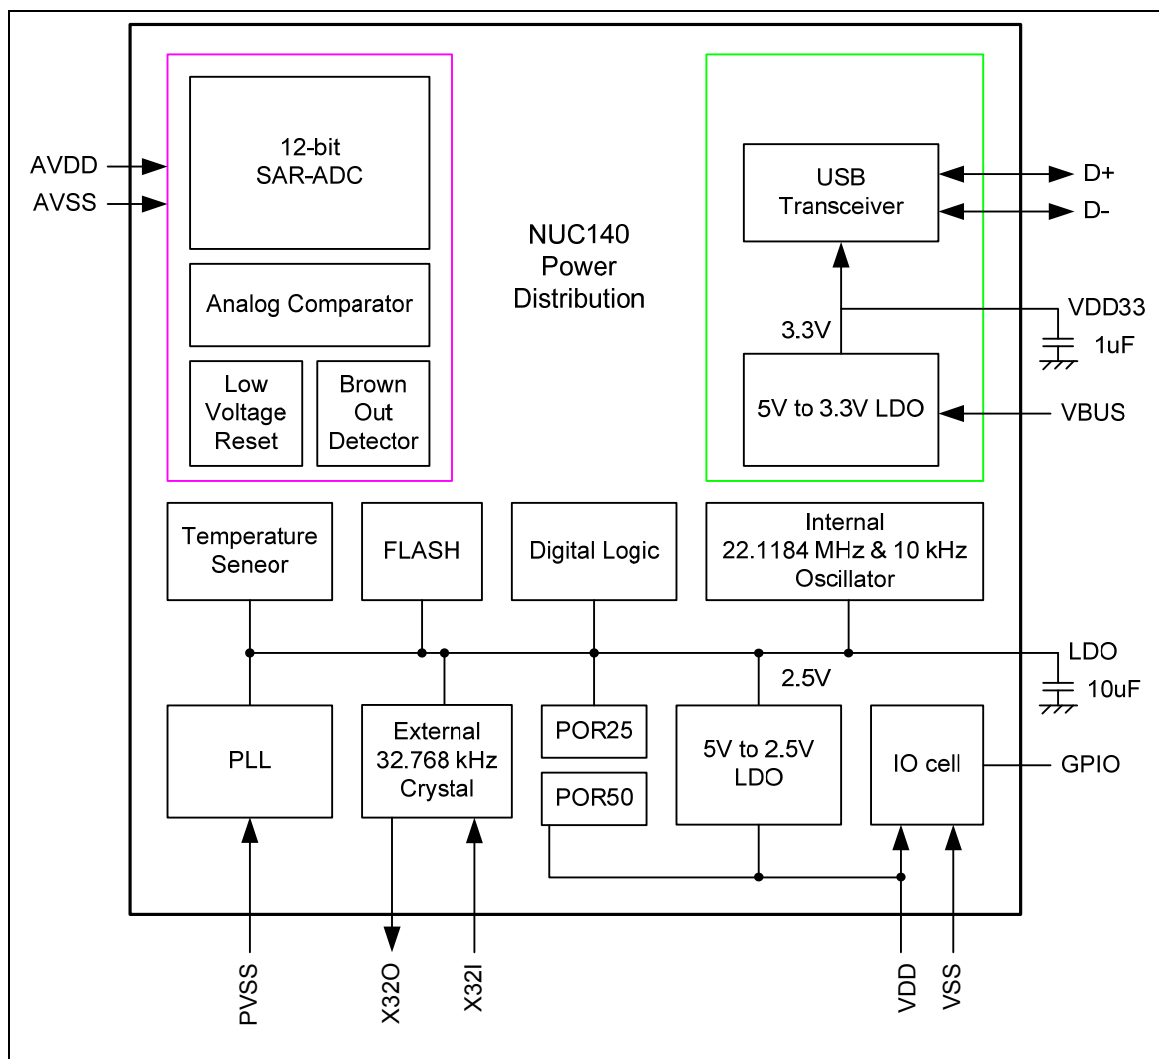 AVDD
AVSS
12-bit
SAR-ADC
Analog Comparator
Low
Voltage
Reset
Brown
Out
Detector
NUC140
Power
Distribution
USB
Transceiver
D+
D-
3.3V
VDD33
1uF
5V to 3.3V LDO
VBUS
Temperature
Seneor
FLASH
Digital Logic
Internal
22.1184 MHz & 10 kHz
Oscillator
2.5V
LDO
10uF
PLL
External
32.768 kHz
Crystal
POR25
POR50
5V to 2.5V
LDO
IO cell
GPIO
PVSS
X32O
X32I
VDD
VSS